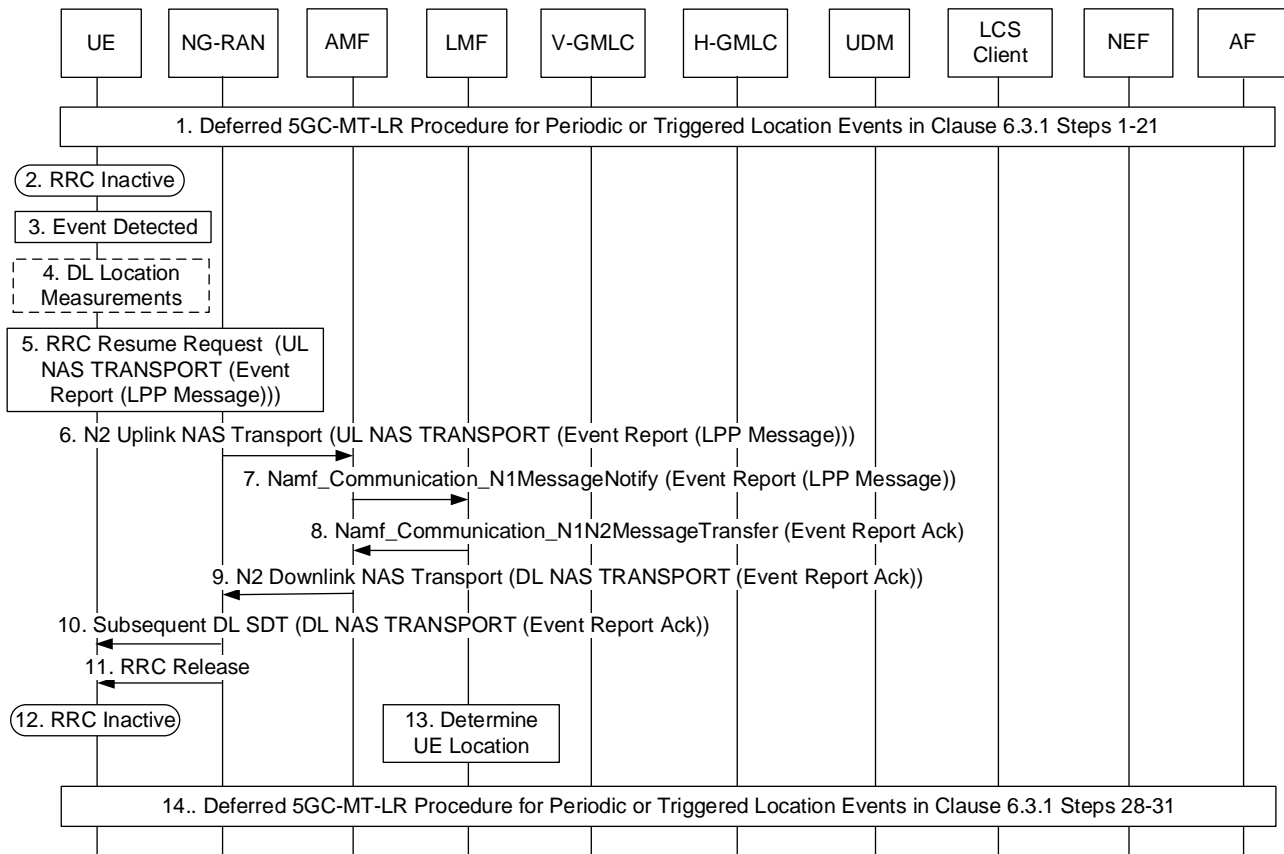 UE
NG-RAN
AMF
LMF
V-GMLC
H-GMLC
UDM
LCS
Client
NEF
AF
1. Deferred 5GC-MT-LR Procedure for Periodic or Triggered Location Events in Clause 6.3.1 Steps 1-21
2. RRC Inactive
3. Event Detected
4. DL Location
Measurements
5. RRC Resume Request (UL
NAS TRANSPORT (Event
Report (LPP Message)))
6. N2 Uplink NAS Transport (UL NAS TRANSPORT (Event Report (LPP Message)))
7. Namf_Communication_N1MessageNotify (Event Report (LPP Message))
8. Namf_Communication_N1N2MessageTransfer (Event Report Ack)
9. N2 Downlink NAS Transport (DL NAS TRANSPORT (Event Report Ack))
10. Subsequent DL SDT (DL NAS TRANSPORT (Event Report Ack))
11. RRC Release
12. RRC Inactive
13. Determine
UE Location
14.. Deferred 5GC-MT-LR Procedure for Periodic or Triggered Location Events in Clause 6.3.1 Steps 28-31